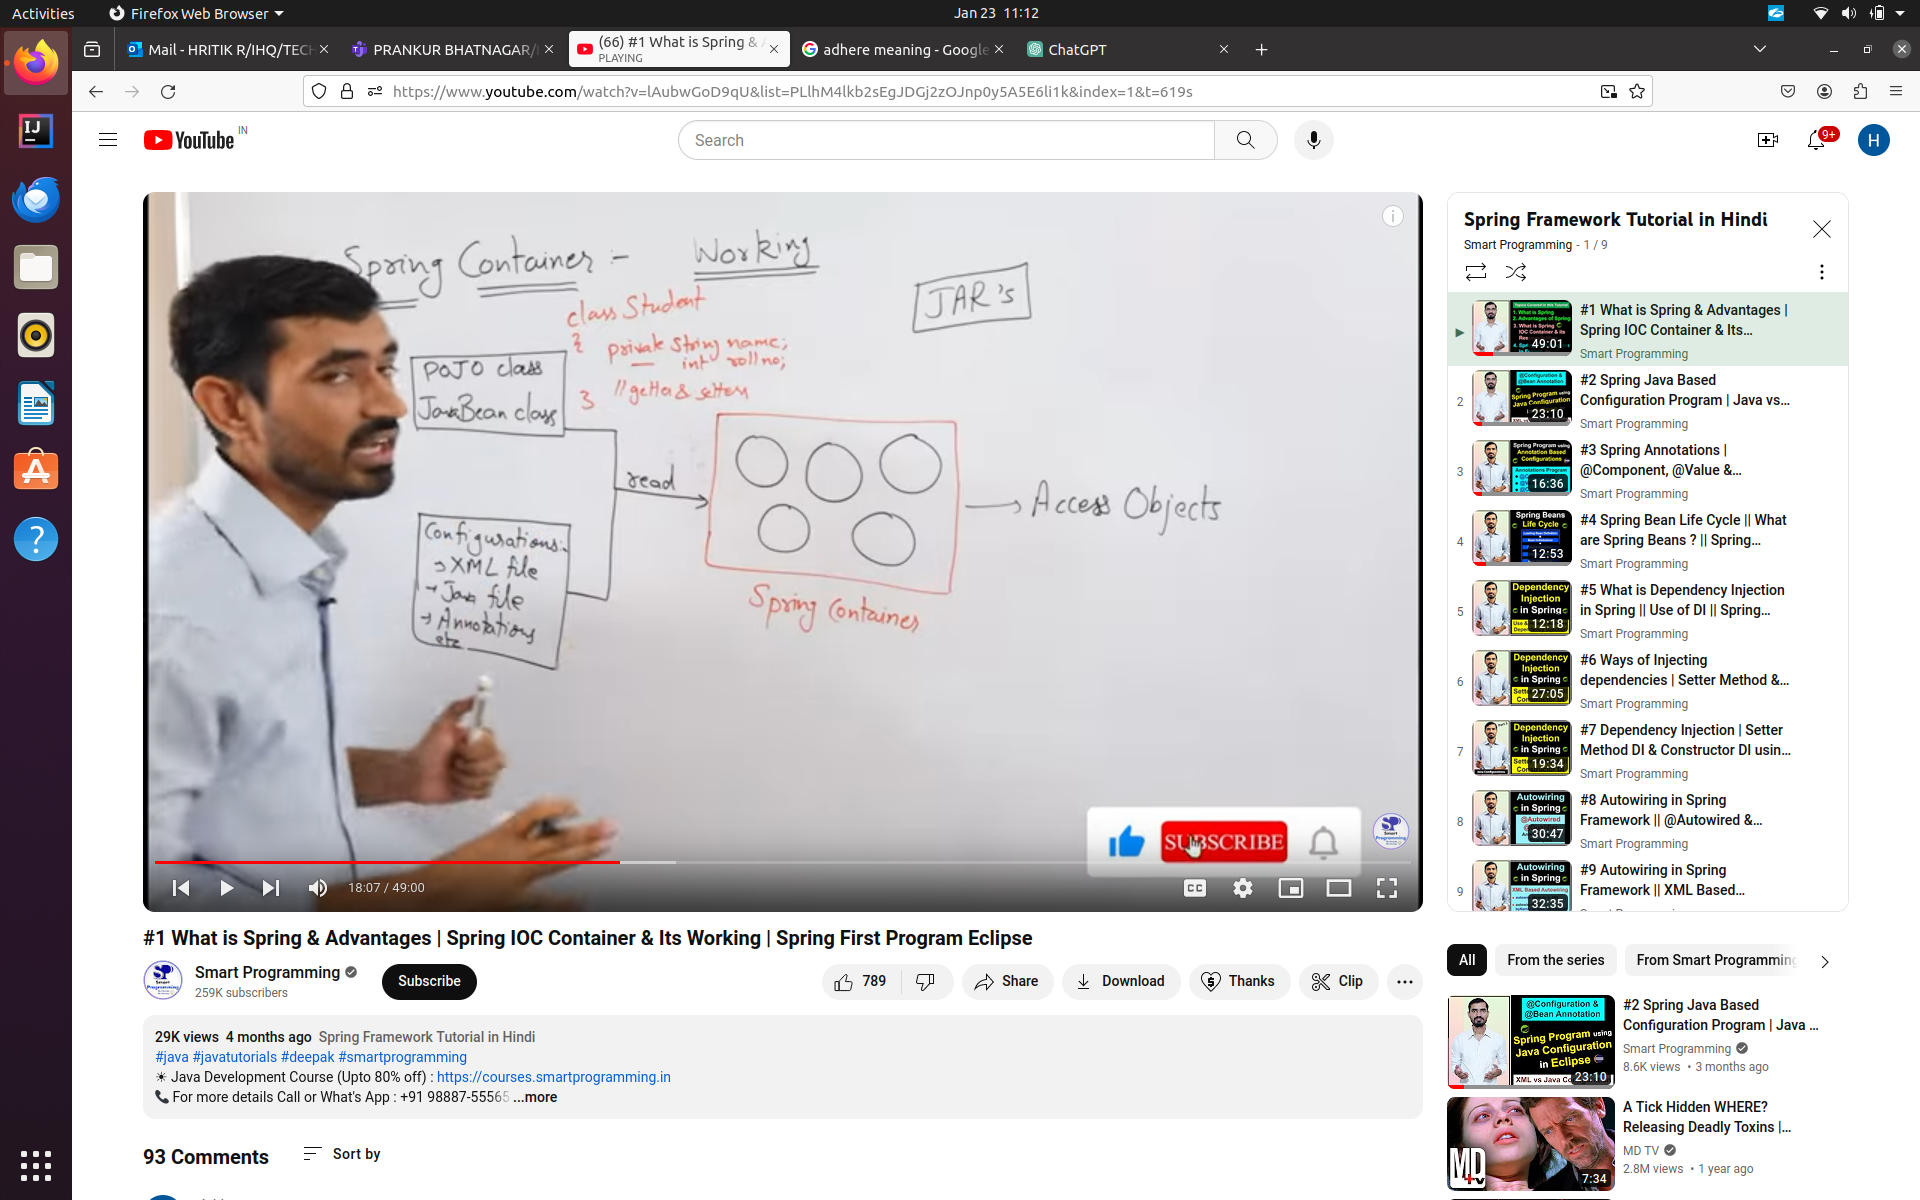 Activities
Firefox Web Browser
Jan 23 11:12
Mail - HRITIK R/IHQ/TECH
PRANKUR BHATNAGAR/
(66) #1 What is Spring & A
PLAYING
adhere meaning - Google
ChatGPT
https://www.youtube.com/watch?v=lAubwGoD9qU&list=PLlhM4lkb2sEgJDGj2zOJnp0y5A5E6li1k&index=1&t=619s
YouTube IN
Search
9+
H
Spring Container :- Working
JAR's
class Student
{
private String name;
int rollno;
// getter & setters
}
POJO class
JavaBean class
read
Access Objects
Configurations:-
→ XML file
→ Java file
→ Annotations
etc
Spring Container
SUBSCRIBE
18:07 / 49:00
CC
#1 What is Spring & Advantages | Spring IOC Container & Its Working | Spring First Program Eclipse
Smart Programming
259K subscribers
Subscribe
789
Share
Download
Thanks
Clip
29K views 4 months ago Spring Framework Tutorial in Hindi
#java #javatutorials #deepak #smartprogramming
☀ Java Development Course (Upto 80% off) : https://courses.smartprogramming.in
📞 For more details Call or What's App : +91 98887-55565 ...more
93 Comments
Sort by
Spring Framework Tutorial in Hindi
Smart Programming - 1 / 9
#1 What is Spring & Advantages |
Spring IOC Container & Its...
Smart Programming
49:01
2
#2 Spring Java Based
Configuration Program | Java vs...
Smart Programming
23:10
3
#3 Spring Annotations |
@Component, @Value &...
Smart Programming
16:36
4
#4 Spring Bean Life Cycle || What
are Spring Beans ? || Spring...
Smart Programming
12:53
5
#5 What is Dependency Injection
in Spring || Use of DI || Spring...
Smart Programming
12:18
6
#6 Ways of Injecting
dependencies | Setter Method &...
Smart Programming
27:05
7
#7 Dependency Injection | Setter
Method DI & Constructor DI usin...
Smart Programming
19:34
8
#8 Autowiring in Spring
Framework || @Autowired &...
Smart Programming
30:47
9
#9 Autowiring in Spring
Framework || XML Based...
32:35
All
From the series
From Smart Programming
@Configuration &
@Bean Annotation
Spring Program using
Java Configuration
in Eclipse
23:10
#2 Spring Java Based
Configuration Program | Java ...
Smart Programming
8.6K views • 3 months ago
A Tick Hidden WHERE?
Releasing Deadly Toxins |...
MD TV
2.8M views • 1 year ago
MD TV
7:34